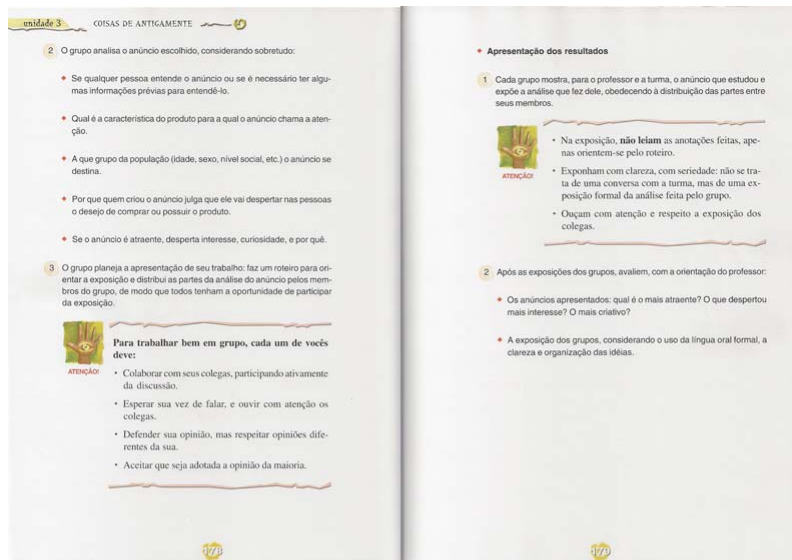 unidade 3 COISAS DE ANTIGAMENTE
2 O grupo analisa o anúncio escolhido, considerando sobretudo:
Se qualquer pessoa entende o anúncio ou se é necessário ter algu-
mas informações prévias para entendê-lo.
Qual é a característica do produto para a qual o anúncio chama a aten-
ção.
A que grupo da população (idade, sexo, nível social, etc.) o anúncio se
destina.
Por que quem criou o anúncio julga que ele vai despertar nas pessoas
o desejo de comprar ou possuir o produto.
Se o anúncio é atraente, desperta interesse, curiosidade, e por quê.
3 O grupo planeja a apresentação de seu trabalho: faz um roteiro para ori-
entar a exposição e distribui as partes da análise do anúncio pelos mem-
bros do grupo, de modo que todos tenham a oportunidade de participar
da exposição.
ATENÇÃO!
Para trabalhar bem em grupo, cada um de vocês
deve:
• Colaborar com seus colegas, participando ativamente
da discussão.
• Esperar sua vez de falar, e ouvir com atenção os
colegas.
• Defender sua opinião, mas respeitar opiniões dife-
rentes da sua.
• Aceitar que seja adotada a opinião da maioria.
178
Apresentação dos resultados
1 Cada grupo mostra, para o professor e a turma, o anúncio que estudou e
expõe a análise que fez dele, obedecendo à distribuição das partes entre
seus membros.
ATENÇÃO!
• Na exposição, não leiam as anotações feitas, ape-
nas orientem-se pelo roteiro.
• Exponham com clareza, com seriedade: não se tra-
ta de uma conversa com a turma, mas de uma ex-
posição formal da análise feita pelo grupo.
• Ouçam com atenção e respeito a exposição dos
colegas.
2 Após as exposições dos grupos, avaliem, com a orientação do professor:
Os anúncios apresentados: qual é o mais atraente? O que despertou
mais interesse? O mais criativo?
A exposição dos grupos, considerando o uso da língua oral formal, a
clareza e organização das idéias.
179